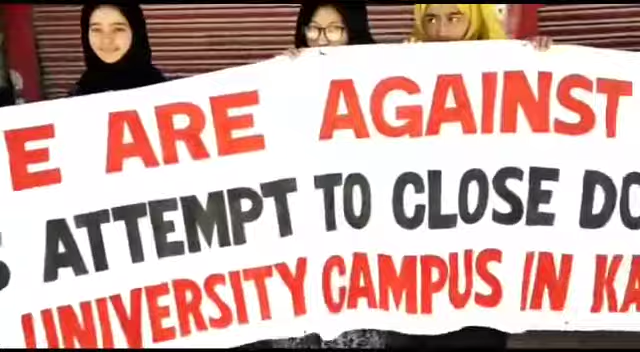 E ARE AGAINST
S ATTEMPT TO CLOSE DO
UNIVERSITY CAMPUS IN KA